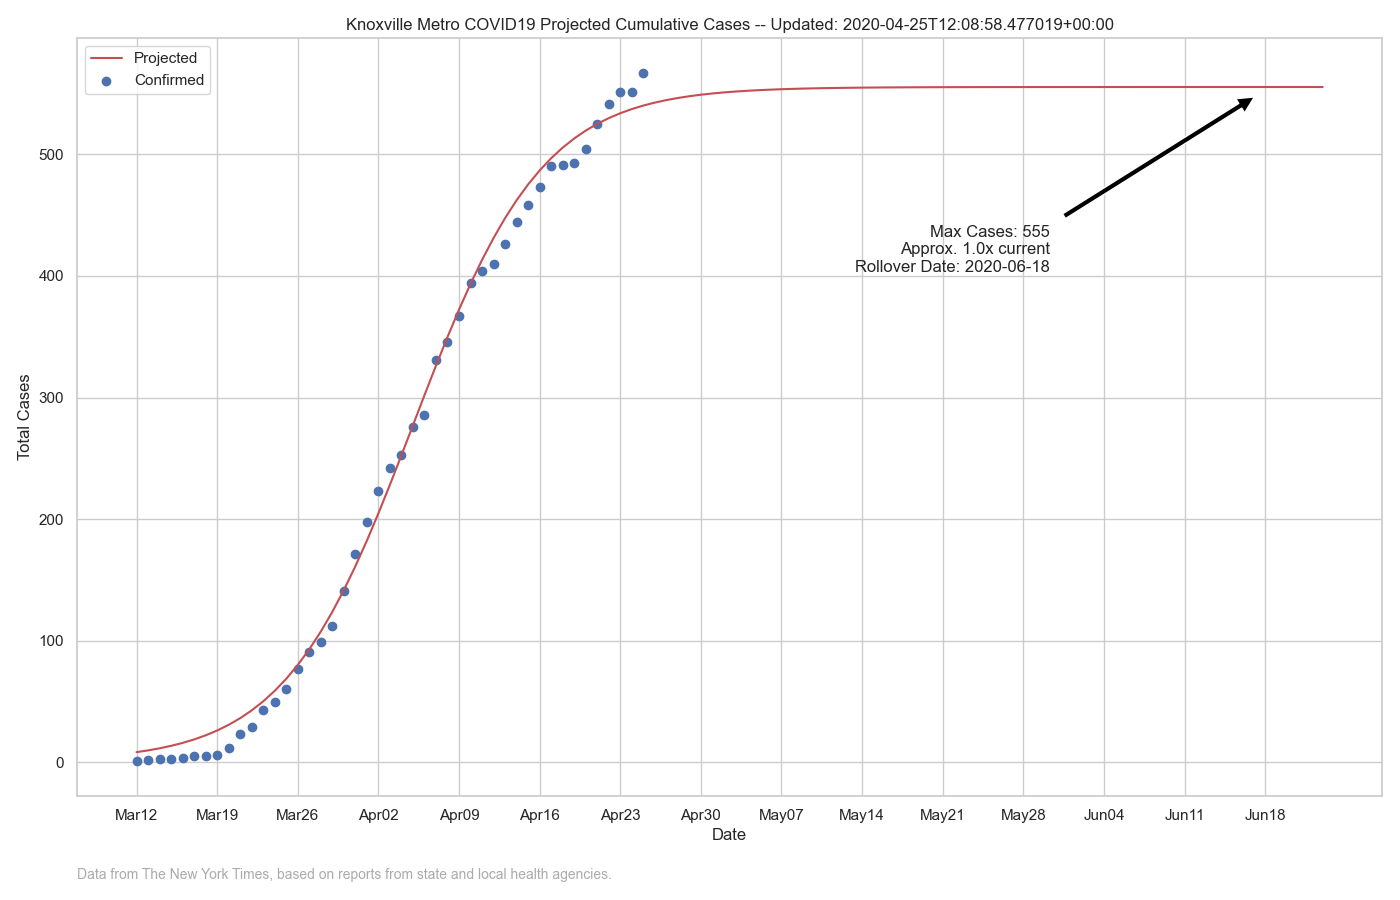 Knoxville Metro COVID19 Projected Cumulative Cases -- Updated: 2020-04-25T12:08:58.477019+00:00
Projected
Confirmed
Total Cases
500
400
300
200
100
0
Max Cases: 555
Approx. 1.0x current
Rollover Date: 2020-06-18
Mar12 Mar19 Mar26 Apr02 Apr09 Apr16 Apr23 Apr30 May07 May14 May21 May28 Jun04 Jun11 Jun18
Date
Data from The New York Times, based on reports from state and local health agencies.